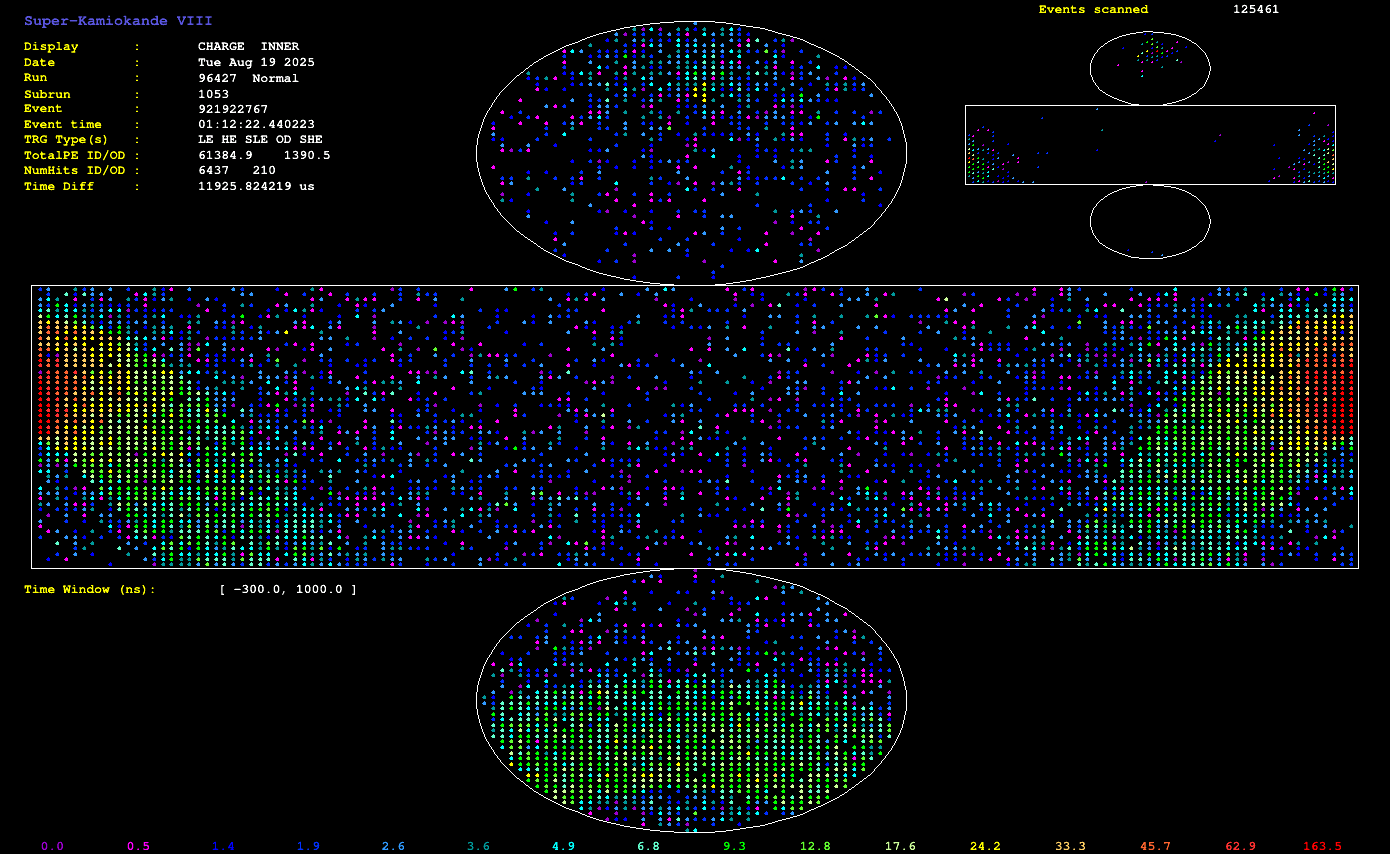 Super-Kamiokande VIII
Events scanned 125461
Display : CHARGE INNER
Date : Tue Aug 19 2025
Run : 96427 Normal
Subrun : 1053
Event : 921922767
Event time : 01:12:22.440223
TRG Type(s) : LE HE SLE OD SHE
TotalPE ID/OD : 61384.9 1390.5
NumHits ID/OD : 6437 210
Time Diff : 11925.824219 us
Time Window (ns): [ -300.0, 1000.0 ]
0.0 0.5 1.4 1.9 2.6 3.6 4.9 6.8 9.3 12.8 17.6 24.2 33.3 45.7 62.9 163.5